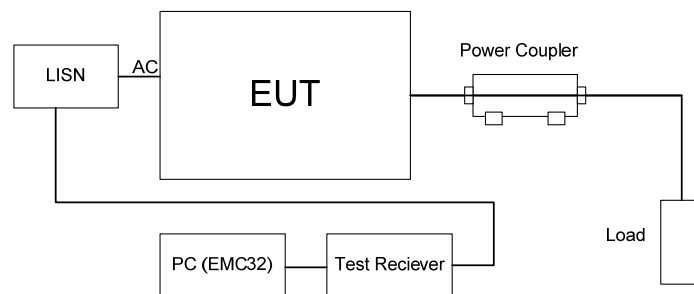 Power Coupler
LISN
AC
EUT
Load
PC (EMC32)
Test Reciever